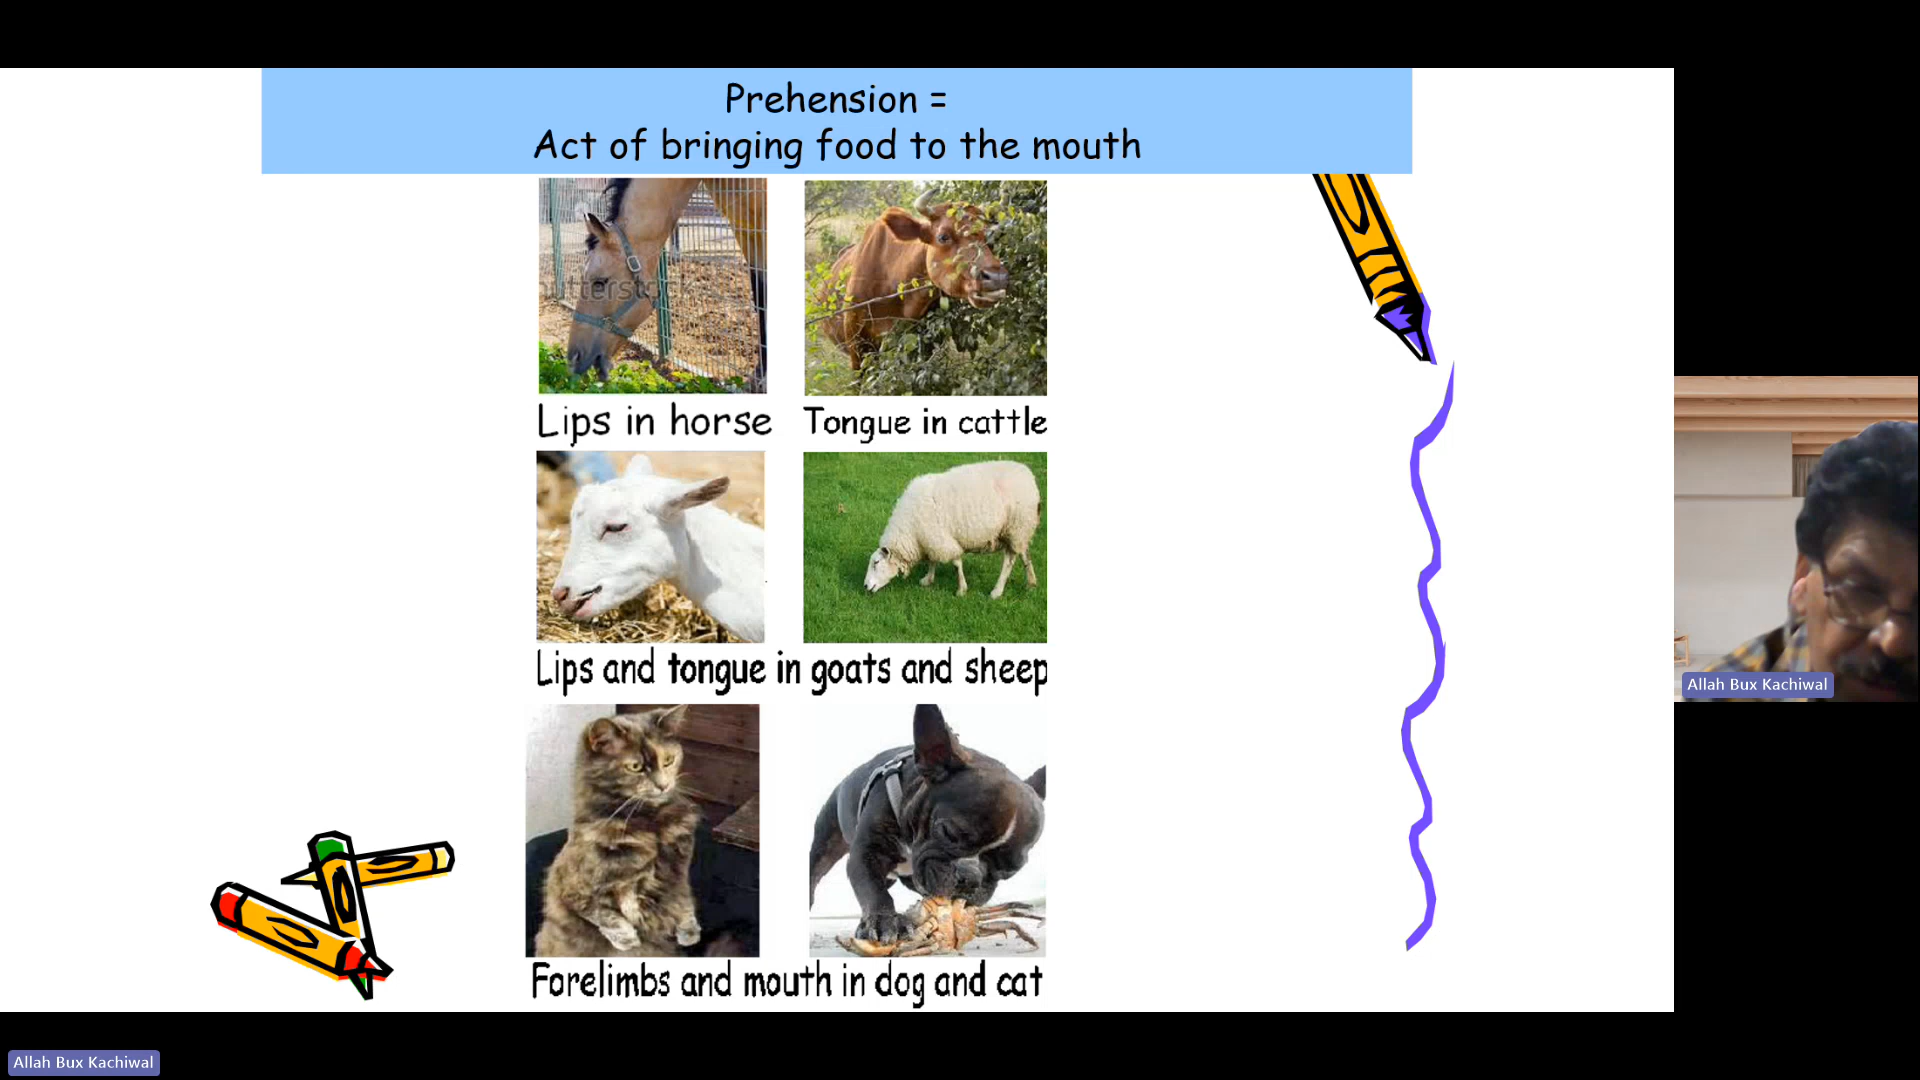 Prehension =
Act of bringing food to the mouth
Lips in horse
Tongue in cattle
Lips and tongue in goats and sheep
Forelimbs and mouth in dog and cat
Allah Bux Kachiwal
Allah Bux Kachiwal